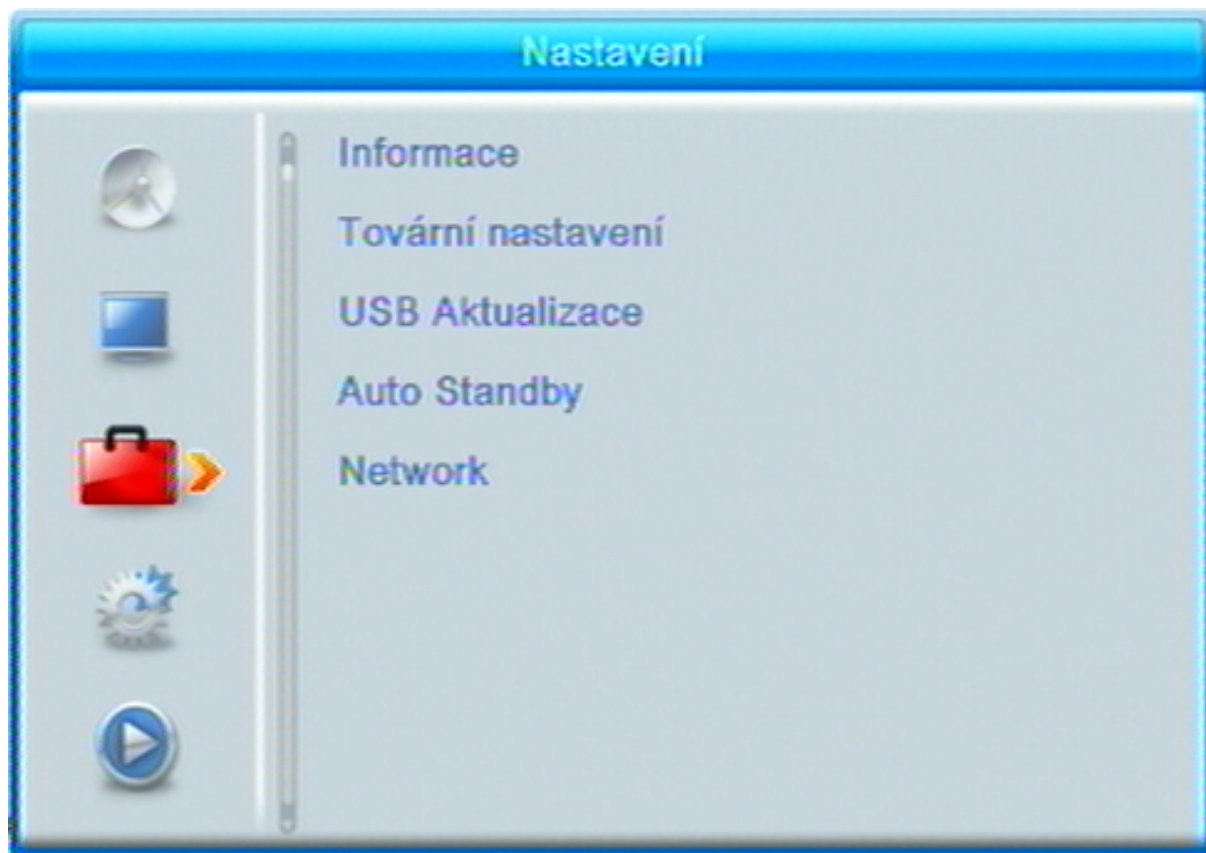 Nastavení
Informace
Tovární nastavení
USB Aktualizace
Auto Standby
Network